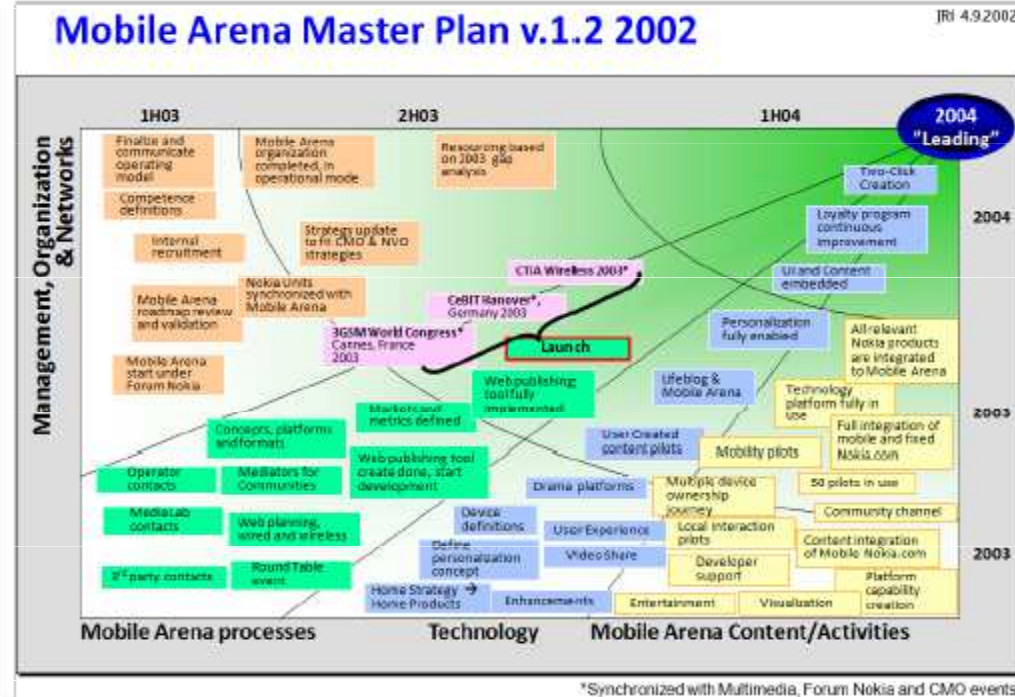 Mobile Arena Master Plan v.1.2 2002
JRI 4.9.2002
1H03
2H03
1H04
2004
"Leading"
Management, Organization
& Networks
Finalize and
communicate
operating
model
Mobile Arena
organization
completed, in
operational mode
Resourcing based
on 2003 gap
analysis
Two-Click
Creation
Competence
definitions
Loyalty program
continuous
improvement
2004
Internal
recruitment
Strategy update
to fit CMO & NVO
strategies
CTIA Wireless 2003*
UI and Content
embedded
Nokia Units
synchronized with
Mobile Arena
Mobile Arena
roadmap review
and validation
CeBIT Hanover*,
Germany 2003
3GSM World Congress*
Cannes, France
2003
Launch
Personalization
fully enabled
All relevant
Nokia products
are integrated
to Mobile Arena
Mobile Arena
start under
Forum Nokia
Web publishing
tool fully
implemented
Lifeblog &
Mobile Arena
Technology
platform fully in
use
2003
Markets and
metrics defined
Concepts, platforms
and formats
User Created
content pilots
Mobility pilots
Full integration of
mobile and fixed
Nokia.com
Operator
contacts
Mediators for
Communities
Web publishing tool
create done, start
development
Drama platforms
Multiple device
ownership
journey
50 pilots in use
MediaLab
contacts
Web planning,
wired and wireless
Device
definitions
User Experience
Local Interaction
pilots
Community channel
Define
personalization
concept
Video Share
Developer
support
Content integration
of Mobile Nokia.com
2003
3rd party contacts
Round Table
event
Home Strategy →
Home Products
Enhancements
Entertainment
Visualization
Platform
capability
creation
Mobile Arena processes
Technology
Mobile Arena Content/Activities
*Synchronized with Multimedia, Forum Nokia and CMO events